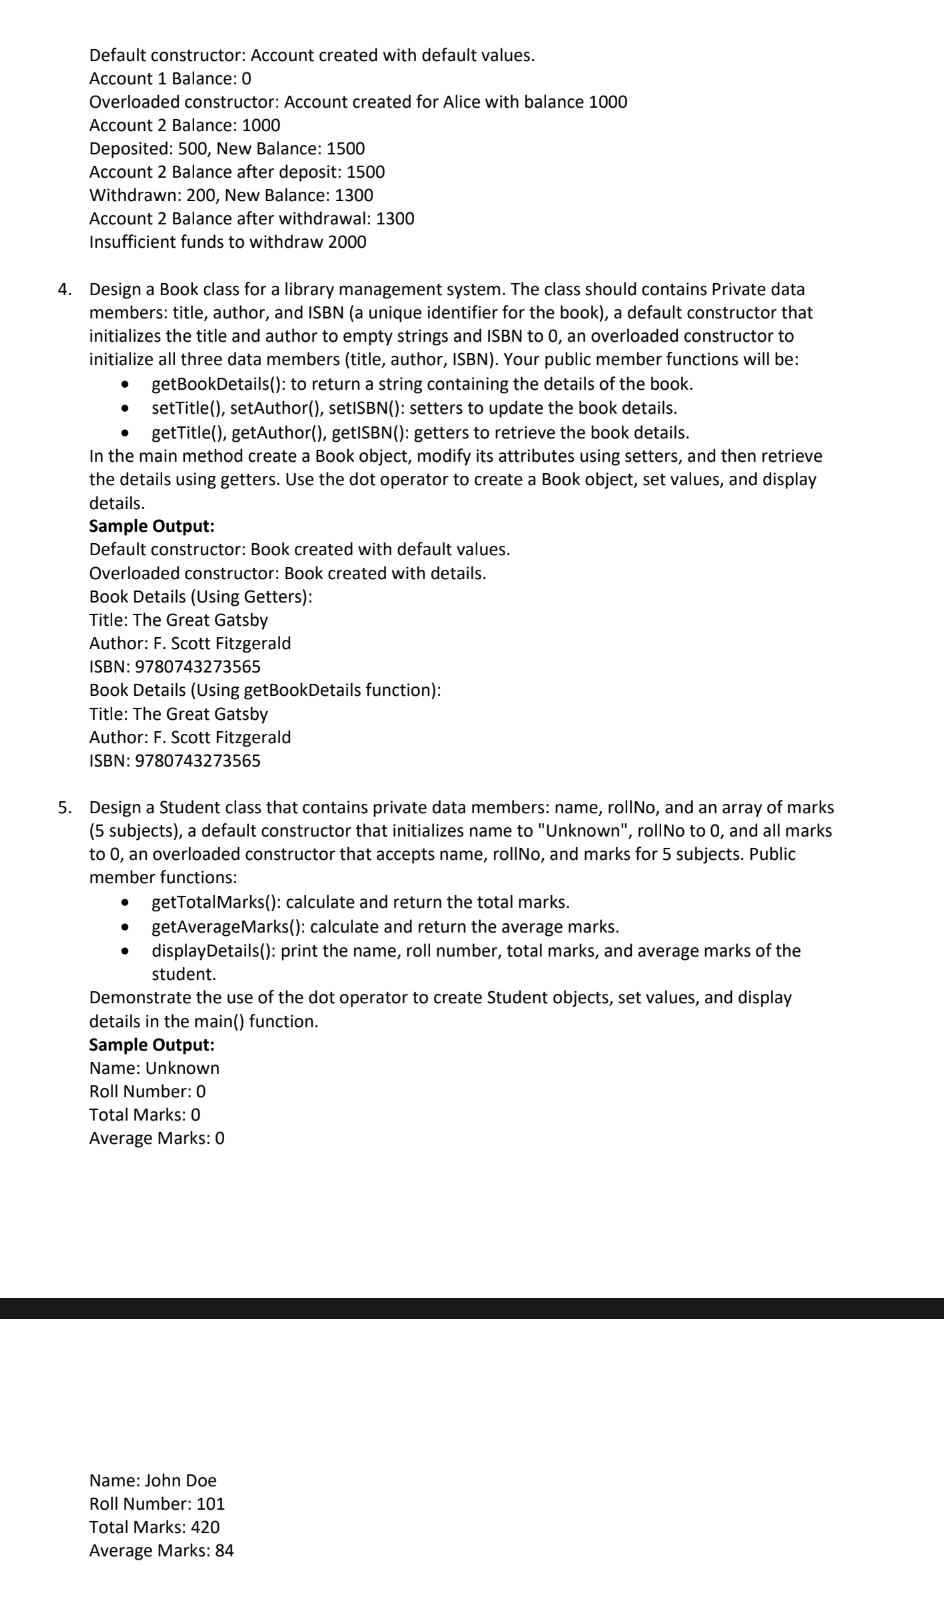 Default constructor: Account created with default values.
Account 1 Balance: 0
Overloaded constructor: Account created for Alice with balance 1000
Account 2 Balance: 1000
Deposited: 500, New Balance: 1500
Account 2 Balance after deposit: 1500
Withdrawn: 200, New Balance: 1300
Account 2 Balance after withdrawal: 1300
Insufficient funds to withdraw 2000
4. Design a Book class for a library management system. The class should contains Private data
members: title, author, and ISBN (a unique identifier for the book), a default constructor that
initializes the title and author to empty strings and ISBN to 0, an overloaded constructor to
initialize all three data members (title, author, ISBN). Your public member functions will be:
• getBookDetails(): to return a string containing the details of the book.
• setTitle(), setAuthor(), setISBN(): setters to update the book details.
• getTitle(), getAuthor(), getISBN(): getters to retrieve the book details.
In the main method create a Book object, modify its attributes using setters, and then retrieve
the details using getters. Use the dot operator to create a Book object, set values, and display
details.
Sample Output:
Default constructor: Book created with default values.
Overloaded constructor: Book created with details.
Book Details (Using Getters):
Title: The Great Gatsby
Author: F. Scott Fitzgerald
ISBN: 9780743273565
Book Details (Using getBookDetails function):
Title: The Great Gatsby
Author: F. Scott Fitzgerald
ISBN: 9780743273565
5. Design a Student class that contains private data members: name, rollNo, and an array of marks
(5 subjects), a default constructor that initializes name to "Unknown", rollNo to 0, and all marks
to 0, an overloaded constructor that accepts name, rollNo, and marks for 5 subjects. Public
member functions:
• getTotalMarks(): calculate and return the total marks.
• getAverageMarks(): calculate and return the average marks.
• displayDetails(): print the name, roll number, total marks, and average marks of the
student.
Demonstrate the use of the dot operator to create Student objects, set values, and display
details in the main() function.
Sample Output:
Name: Unknown
Roll Number: 0
Total Marks: 0
Average Marks: 0
Name: John Doe
Roll Number: 101
Total Marks: 420
Average Marks: 84